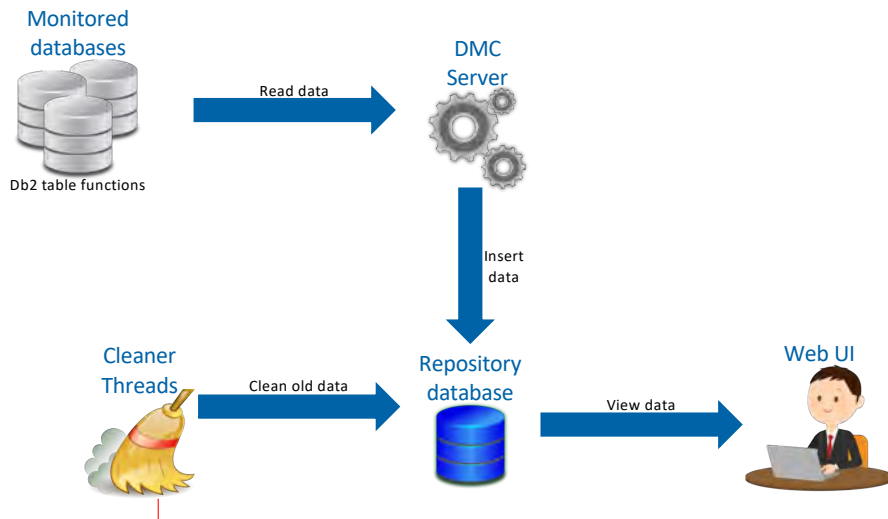 Monitored
databases
DMC
Server
Read data
Db2 table functions
Insert
data
Cleaner
Threads
Clean old data
Repository
database
View data
Web UI